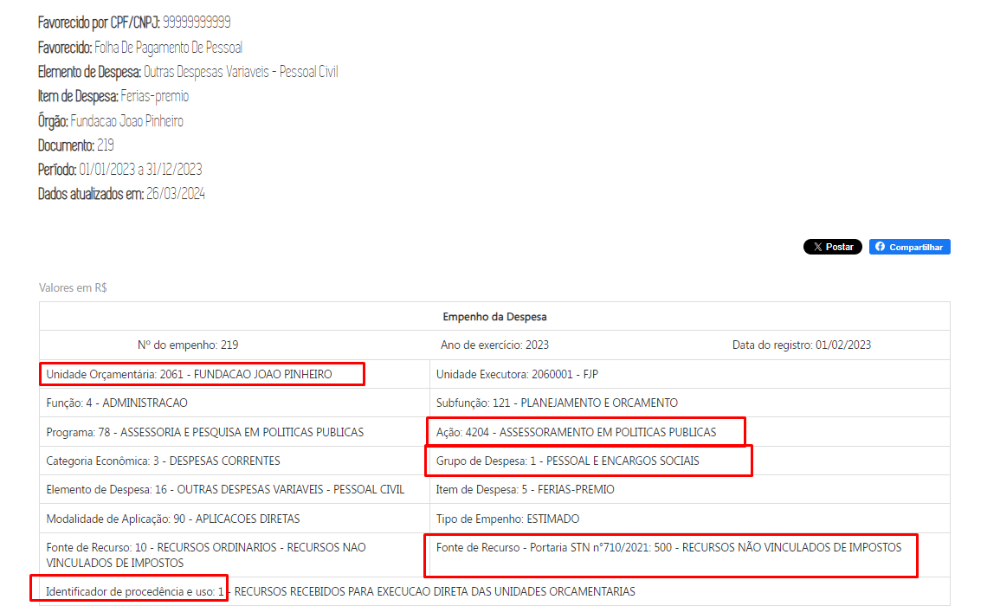 Favorecido por CPF/CNPJ: 99999999999
Favorecido: Folha De Pagamento De Pessoal
Elemento de Despesa: Outras Despesas Variaveis - Pessoal Civil
Item de Despesa: Ferias-premio
Órgão: Fundacao Joao Pinheiro
Documento: 219
Período: 01/01/2023 a 31/12/2023
Dados atualizados em: 26/03/2024
Postar
Compartilhar
Valores em R$
Empenho da Despesa
Nº do empenho: 219
Ano de exercício: 2023
Data do registro: 01/02/2023
Unidade Orçamentária: 2061 - FUNDACAO JOAO PINHEIRO
Unidade Executora: 2060001 - FJP
Função: 4 - ADMINISTRACAO
Subfunção: 121 - PLANEJAMENTO E ORCAMENTO
Programa: 78 - ASSESSORIA E PESQUISA EM POLITICAS PUBLICAS
Ação: 4204 - ASSESSORAMENTO EM POLITICAS PUBLICAS
Categoria Econômica: 3 - DESPESAS CORRENTES
Grupo de Despesa: 1 - PESSOAL E ENCARGOS SOCIAIS
Elemento de Despesa: 16 - OUTRAS DESPESAS VARIAVEIS - PESSOAL CIVIL
Item de Despesa: 5 - FERIAS-PREMIO
Modalidade de Aplicação: 90 - APLICACOES DIRETAS
Tipo de Empenho: ESTIMADO
Fonte de Recurso: 10 - RECURSOS ORDINARIOS - RECURSOS NAO
VINCULADOS DE IMPOSTOS
Fonte de Recurso - Portaria STN n°710/2021: 500 - RECURSOS NÃO VINCULADOS DE IMPOSTOS
Identificador de procedência e uso: 1 - RECURSOS RECEBIDOS PARA EXECUCAO DIRETA DAS UNIDADES ORCAMENTARIAS